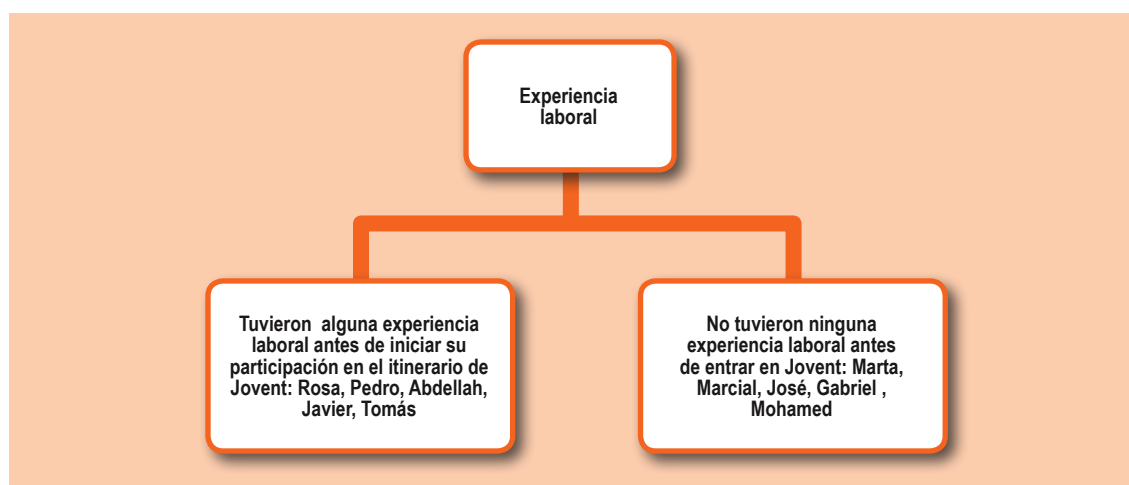 Experiencia
laboral
Tuvieron alguna experiencia
laboral antes de iniciar su
participación en el itinerario de
Jovent: Rosa, Pedro, Abdellah,
Javier, Tomás
No tuvieron ninguna
experiencia laboral antes
de entrar en Jovent: Marta,
Marcial, José, Gabriel ,
Mohamed